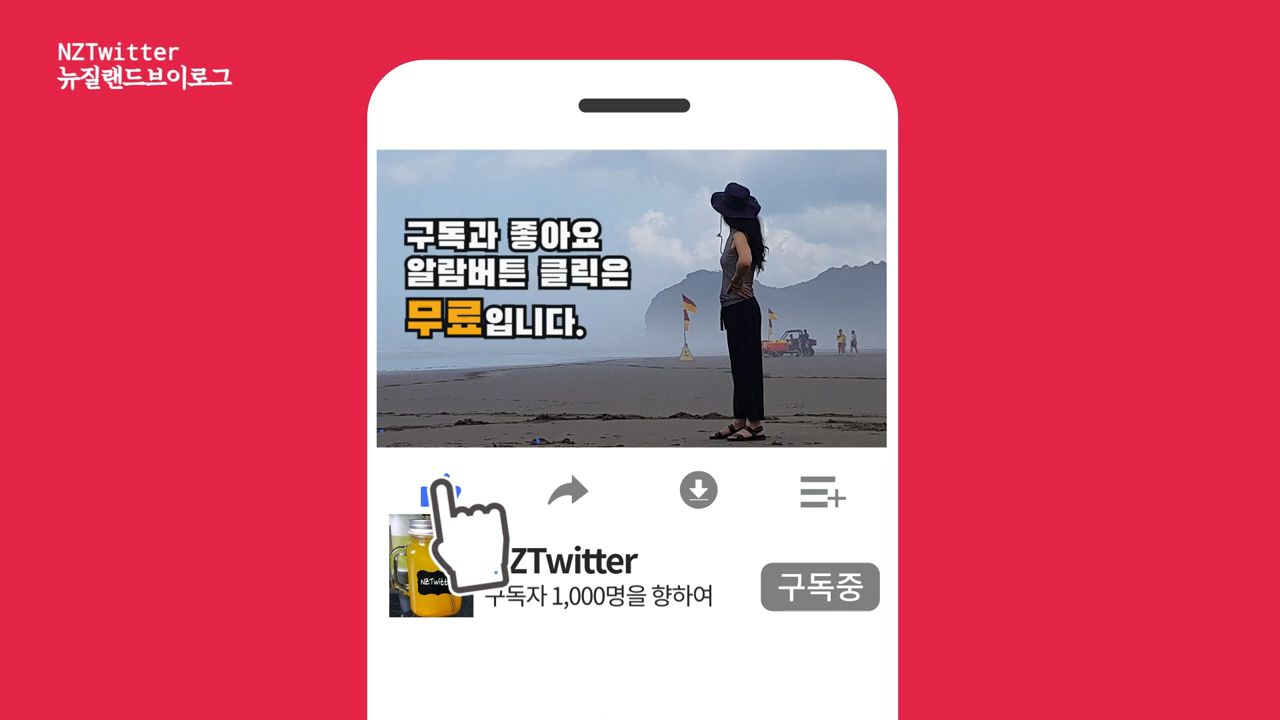 NZTwitter
뉴질랜드브이로그
구독과 좋아요
알람버튼 클릭은
무료입니다.
ZTwitter
구독자 1,000명을 향하여
구독중